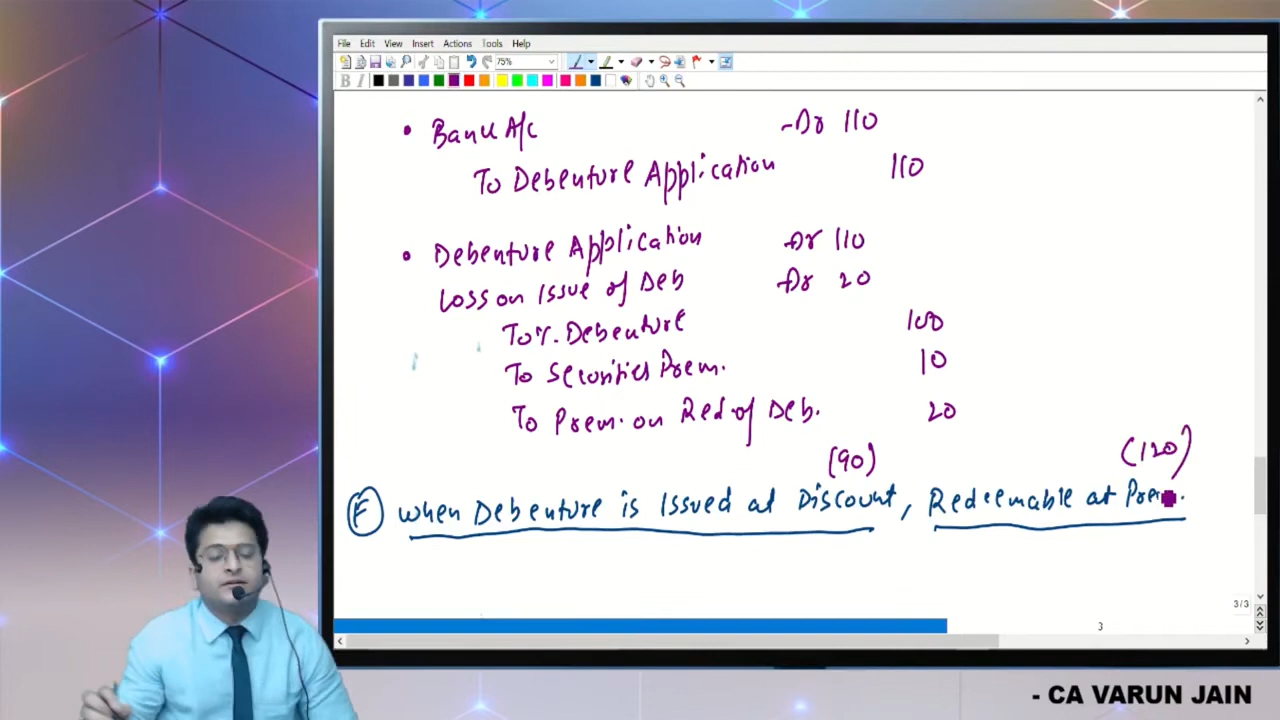 File Edit View Insert Actions Tools Help
75%
B I
• Bank A/c -Dr 110
To Debenture Application 110
• Debenture Application -Dr 110
Loss on Issue of Deb -Dr 20
To %. Debenture 100
To Securities Prem. 10
To Prem. on Red of Deb. 20
(90) (120)
(F) When Debenture is Issued at Discount, Redeemable at Prem.
3/3
3
- CA VARUN JAIN